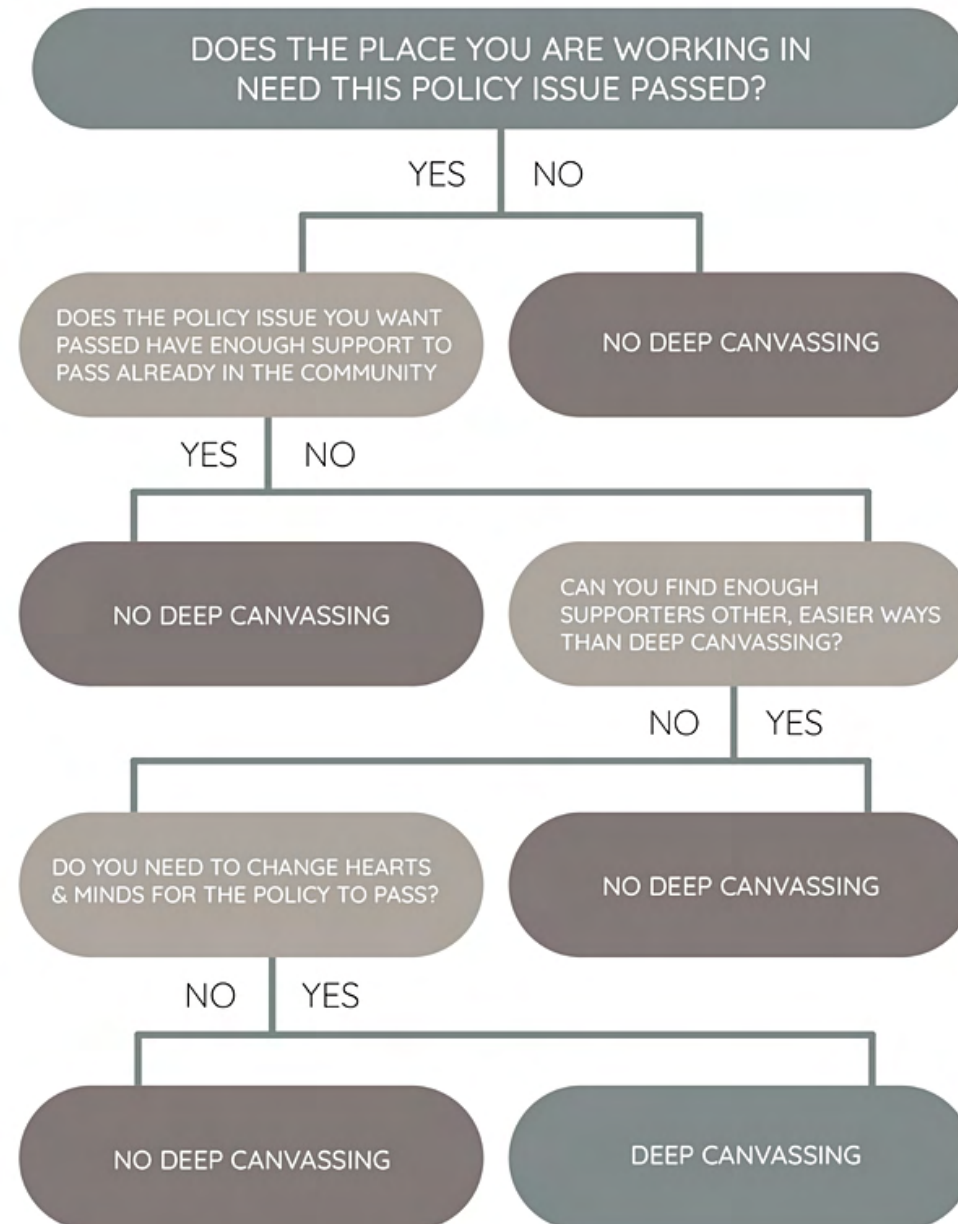 DOES THE PLACE YOU ARE WORKING IN
NEED THIS POLICY ISSUE PASSED?
YES NO
DOES THE POLICY ISSUE YOU WANT
PASSED HAVE ENOUGH SUPPORT TO
PASS ALREADY IN THE COMMUNITY
NO DEEP CANVASSING
YES NO
NO DEEP CANVASSING
CAN YOU FIND ENOUGH
SUPPORTERS OTHER, EASIER WAYS
THAN DEEP CANVASSING?
NO YES
DO YOU NEED TO CHANGE HEARTS
& MINDS FOR THE POLICY TO PASS?
NO DEEP CANVASSING
NO YES
NO DEEP CANVASSING
DEEP CANVASSING